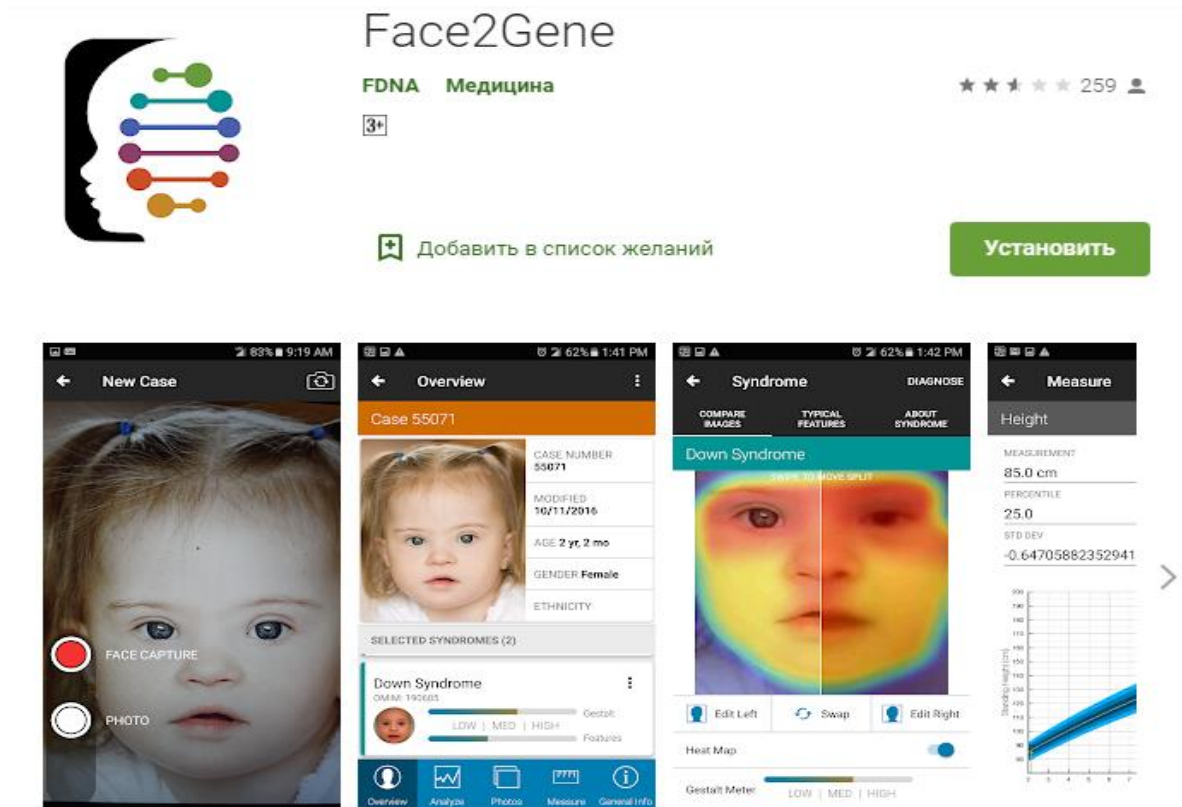 Face2Gene
FDNA Медицина
259
3+
Добавить в список желаний
Установить
83% 9:19 AM
New Case
FACE CAPTURE
PHOTO
62% 1:41 PM
Overview
Case 55071
CASE NUMBER
55071
MODIFIED
10/11/2016
AGE 2 yr, 2 mo
GENDER Female
ETHNICITY
SELECTED SYNDROMES (2)
Down Syndrome
OMIM: 190685
Gestalt
LOW | MED | HIGH
Features
Overview Analyze Photos Measure General Info
62% 1:42 PM
Syndrome DIAGNOSE
COMPARE IMAGES
TYPICAL FEATURES
ABOUT SYNDROME
Down Syndrome
SWIPE TO MOVE SPLIT
Edit Left Swap Edit Right
Heat Map
Gestalt Meter LOW | MED | HIGH
Measure
Height
MEASUREMENT
85.0 cm
PERCENTILE
25.0
STD DEV
-0.64705882352941
Standing Height (cm)